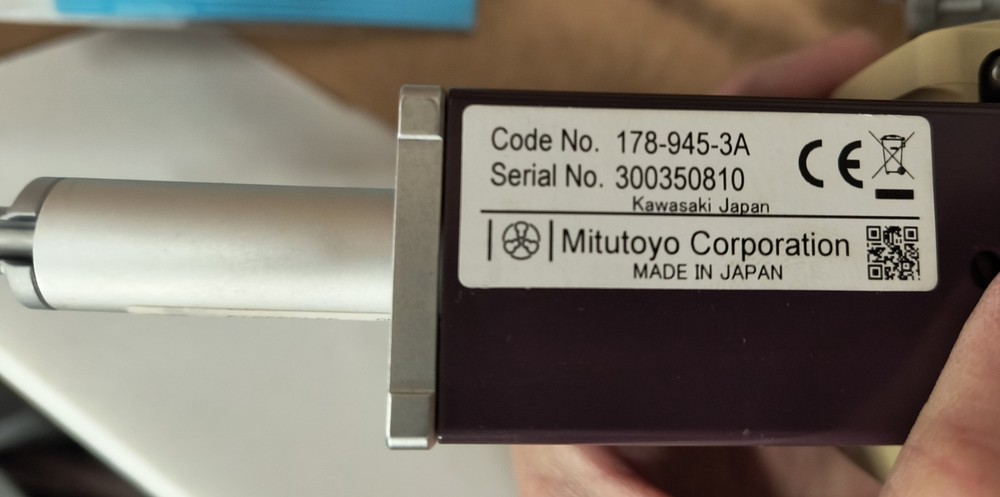 Code No. 178-945-3A
Serial No. 300350810
Kawasaki Japan
Mitutoyo Corporation
MADE IN JAPAN
CE